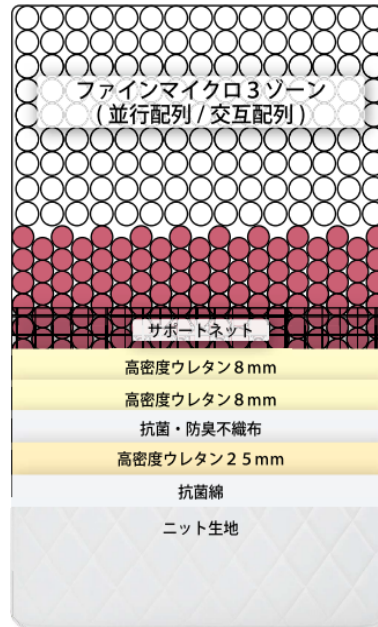 ファインマイクロ３ゾーン
( 並行配列 / 交互配列 )
サポートネット
高密度ウレタン８mm
高密度ウレタン８mm
抗菌・防臭不織布
高密度ウレタン２５mm
抗菌綿
ニット生地